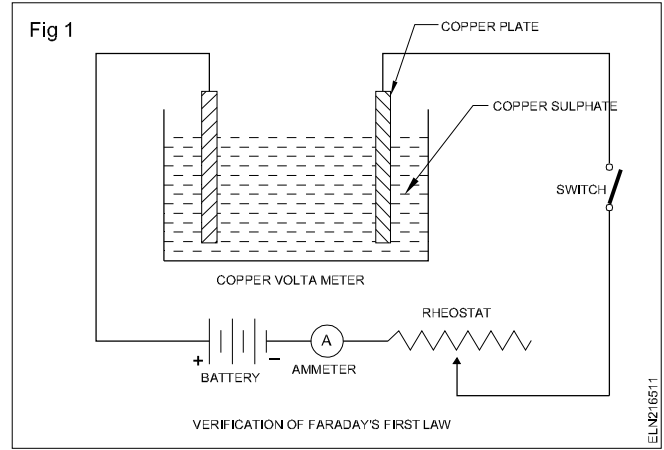 Fig 1
COPPER PLATE
COPPER SULPHATE
SWITCH
COPPER VOLTA METER
RHEOSTAT
A
+
−
BATTERY
AMMETER
VERIFICATION OF FARADAY'S FIRST LAW
ELN216511